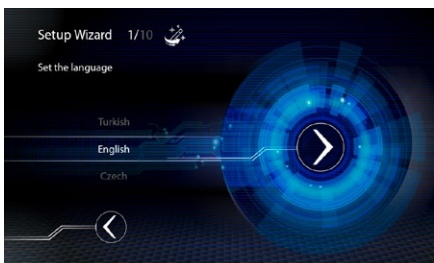 Setup Wizard 1/10
Set the language
Turkish
English
Czech